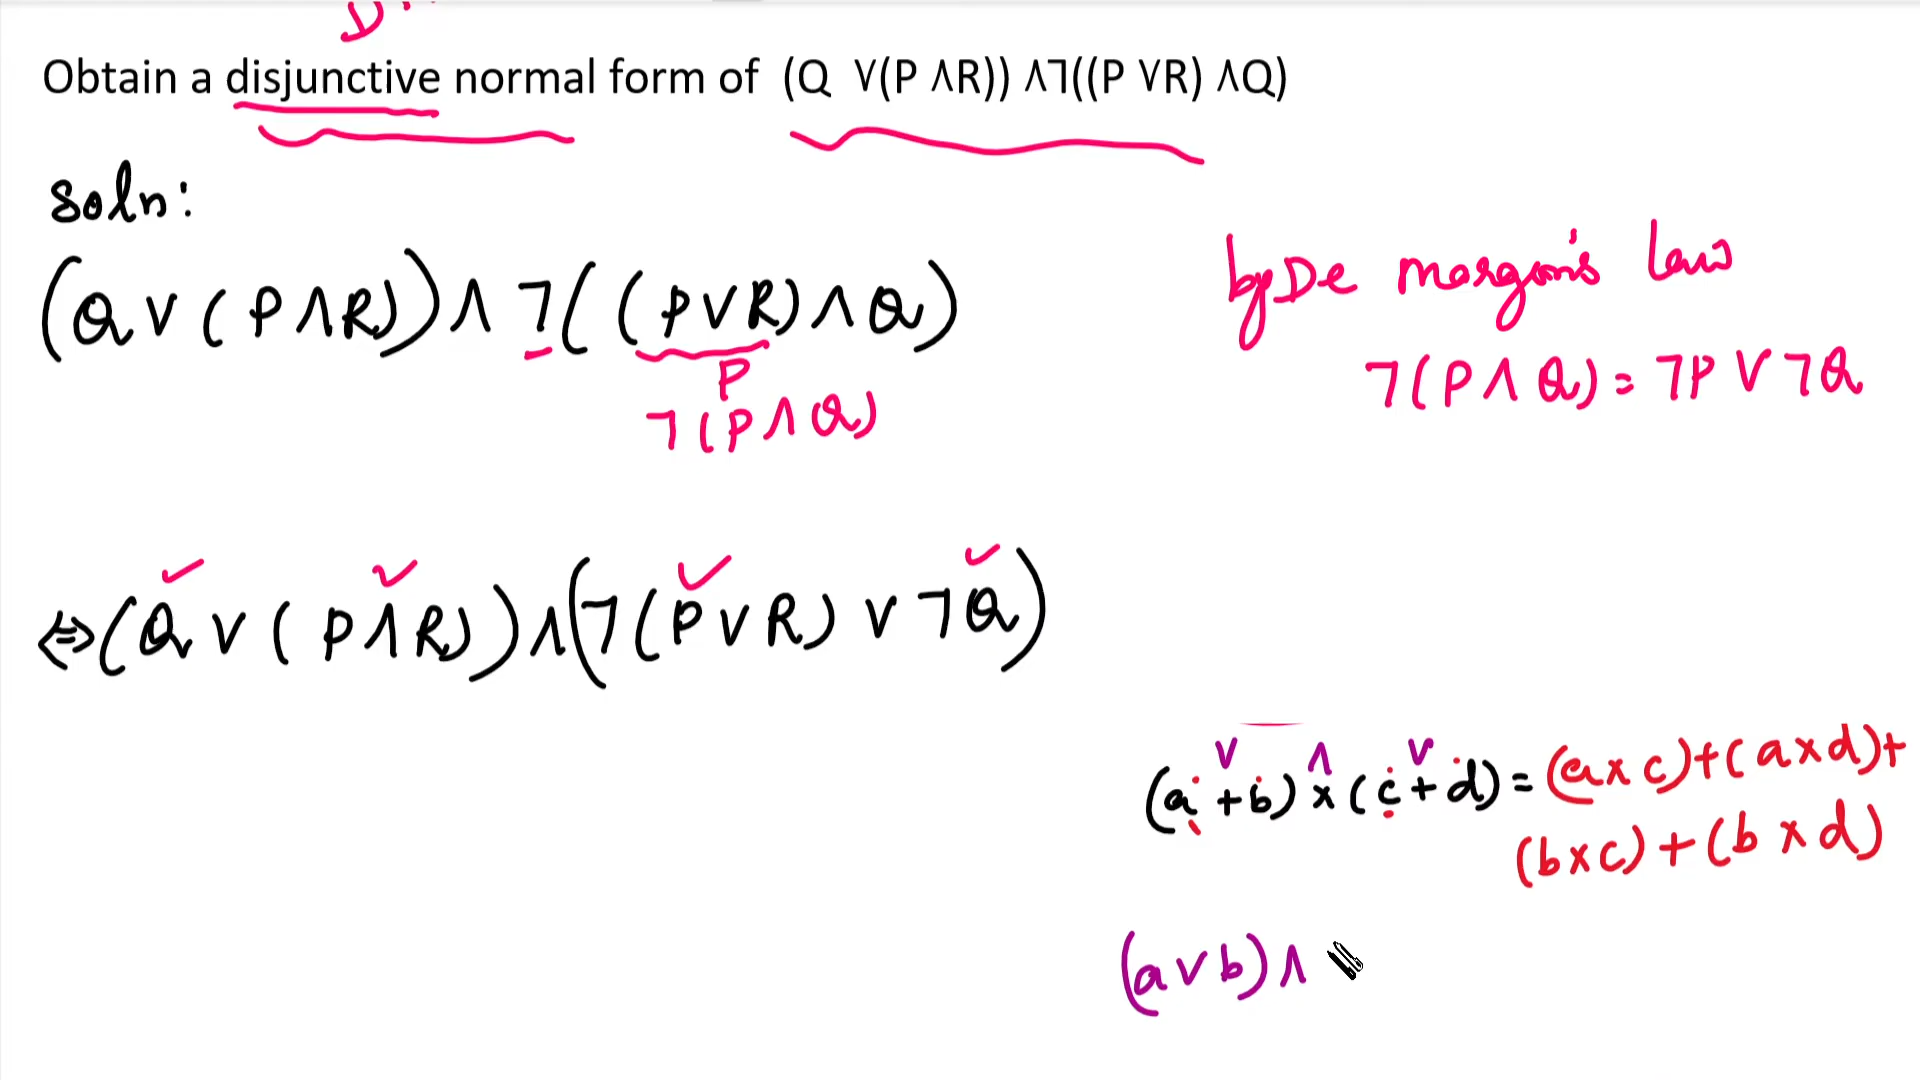 D.
Obtain a disjunctive normal form of (Q ∨(P ∧R)) ∧⅂((P ∨R) ∧Q)
Soln:
(Q ∨ (P ∧ R)) ∧ ⅂((P ∨ R) ∧ Q)
P
⅂(P ∧ Q)
by De morgan's law
⅂(P ∧ Q) = ⅂P ∨ ⅂Q
⇔ (Q ∨ (P ∧ R)) ∧ (⅂(P ∨ R) ∨ ⅂Q)
∨ ∧ ∨
(a + b) × (c + d) = (a × c) + (a × d) +
(b × c) + (b × d)
(a ∨ b) ∧